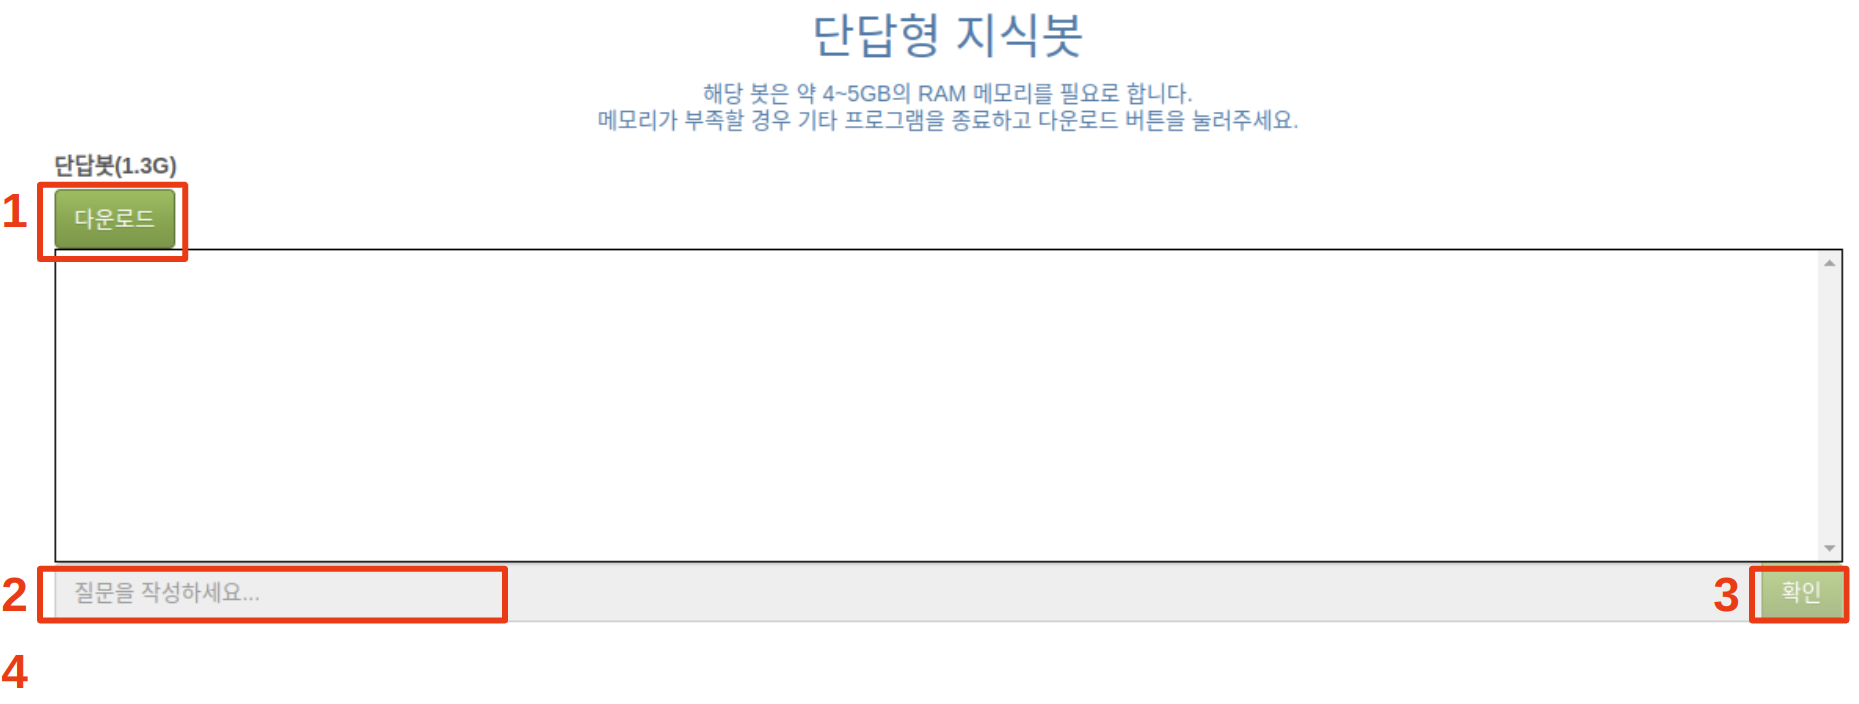 단답형 지식봇
해당 봇은 약 4~5GB의 RAM 메모리를 필요로 합니다.
메모리가 부족할 경우 기타 프로그램을 종료하고 다운로드 버튼을 눌러주세요.
단답봇(1.3G)
1 다운로드
2 질문을 작성하세요... 3 확인
4